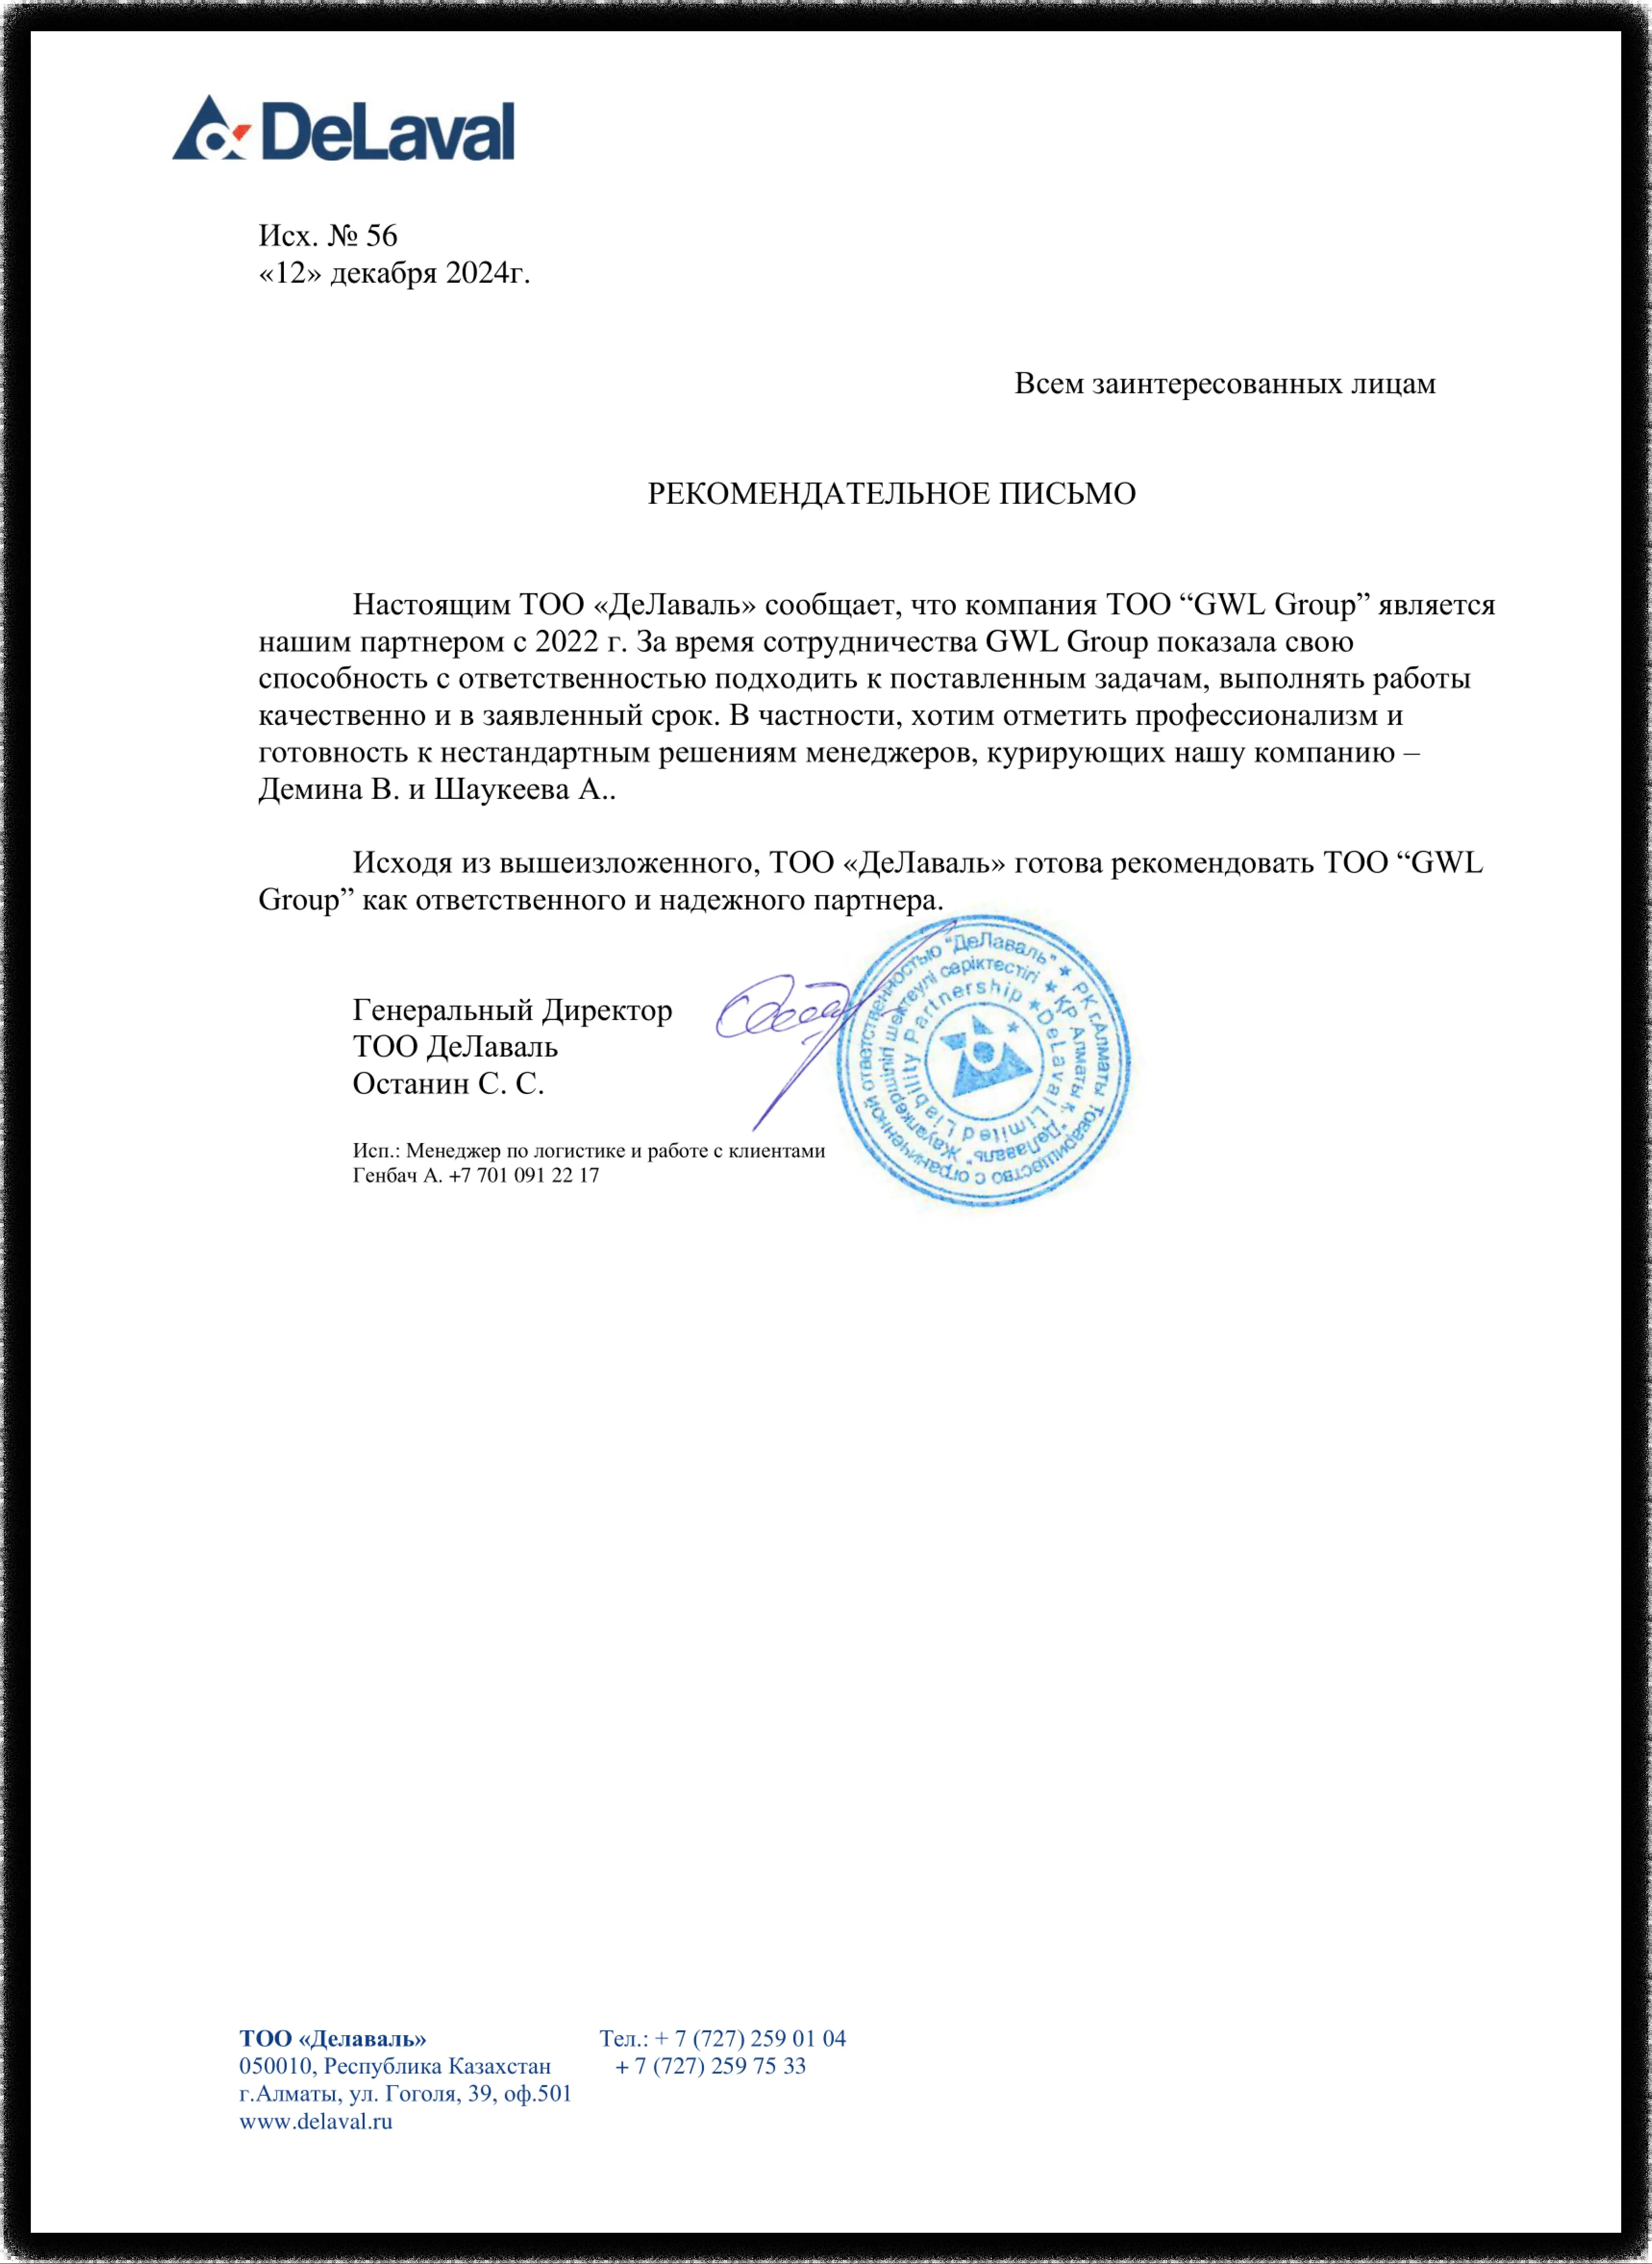 DeLaval
Исх. № 56
«12» декабря 2024г.
Всем заинтересованных лицам
РЕКОМЕНДАТЕЛЬНОЕ ПИСЬМО
Настоящим ТОО «ДеЛаваль» сообщает, что компания ТОО “GWL Group” является
нашим партнером с 2022 г. За время сотрудничества GWL Group показала свою
способность с ответственностью подходить к поставленным задачам, выполнять работы
качественно и в заявленный срок. В частности, хотим отметить профессионализм и
готовность к нестандартным решениям менеджеров, курирующих нашу компанию –
Демина В. и Шаукеева А..
Исходя из вышеизложенного, ТОО «ДеЛаваль» готова рекомендовать ТОО “GWL
Group” как ответственного и надежного партнера.
Генеральный Директор
ТОО ДеЛаваль
Останин С. С.
РК г.Алматы Товарищество с ограниченной ответственностью "ДеЛаваль" ★
ҚР Алматы қ. "ДеЛаваль" Жауапкершілігі шектеулі серіктестігі ★
DeLaval Limited Liability Partnership ★
Исп.: Менеджер по логистике и работе с клиентами
Генбач А. +7 701 091 22 17
ТОО «Делаваль»
050010, Республика Казахстан
г.Алматы, ул. Гоголя, 39, оф.501
www.delaval.ru
Тел.: + 7 (727) 259 01 04
+ 7 (727) 259 75 33